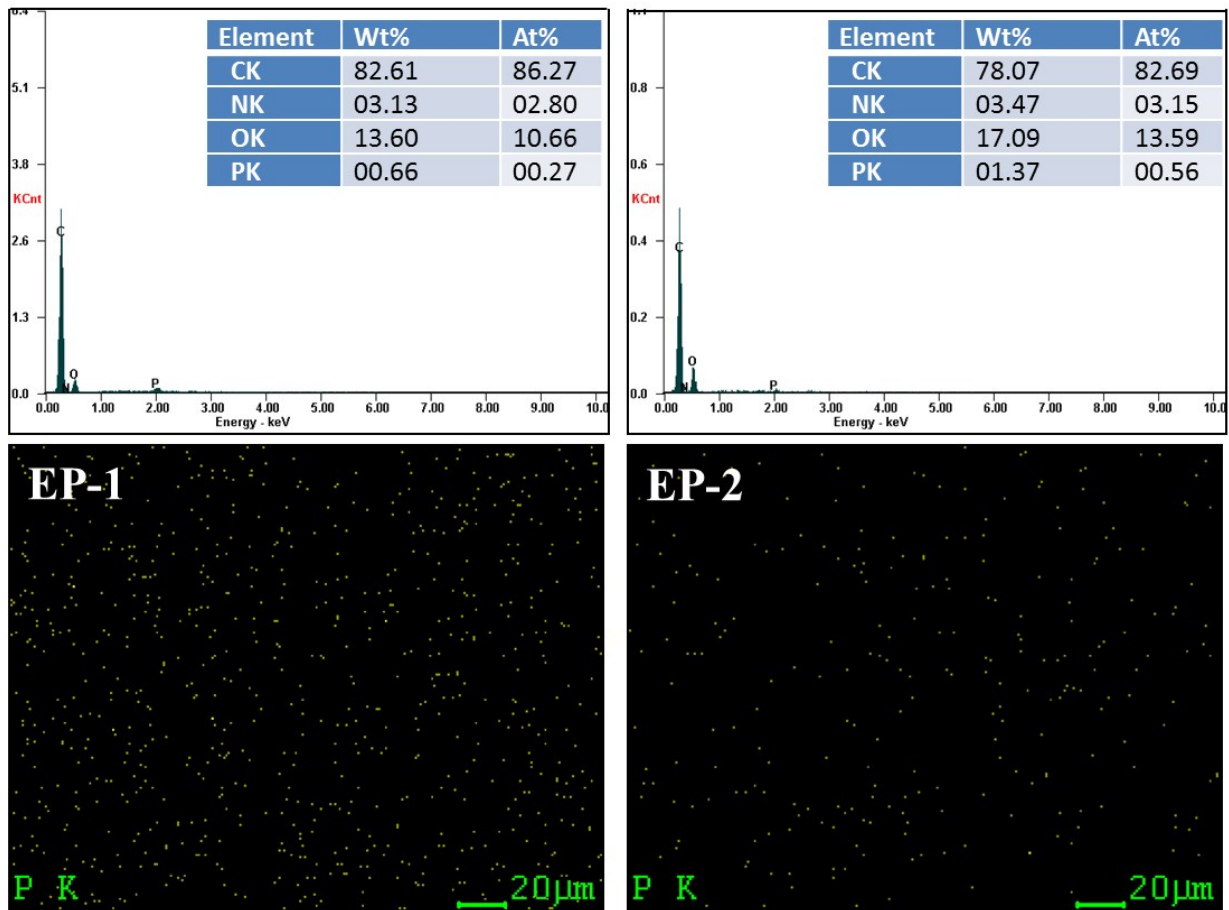 Element Wt% At%
CK 82.61 86.27
NK 03.13 02.80
OK 13.60 10.66
PK 00.66 00.27
5.1
3.8
KCnt
2.6
1.3
0.0
C
O
P
0.00 1.00 2.00 3.00 4.00 5.00 6.00 7.00 8.00 9.00 10.0
Energy - keV
Element Wt% At%
CK 78.07 82.69
NK 03.47 03.15
OK 17.09 13.59
PK 01.37 00.56
0.8
0.6
KCnt
0.4
0.2
0.0
C
O
P
0.00 1.00 2.00 3.00 4.00 5.00 6.00 7.00 8.00 9.00 10.0
Energy - keV
EP-1
P K 20µm
EP-2
P K 20µm